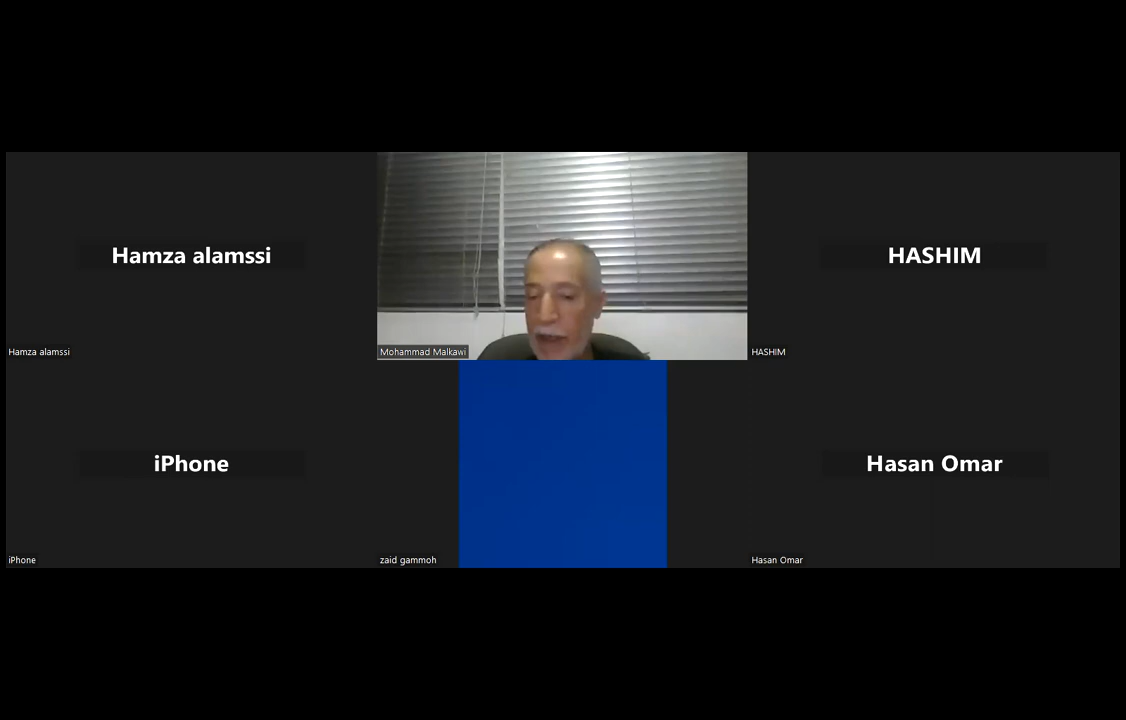 Hamza alamssi
HASHIM
Hamza alamssi
Mohammad Malkawi
HASHIM
iPhone
Hasan Omar
iPhone
zaid gammoh
Hasan Omar